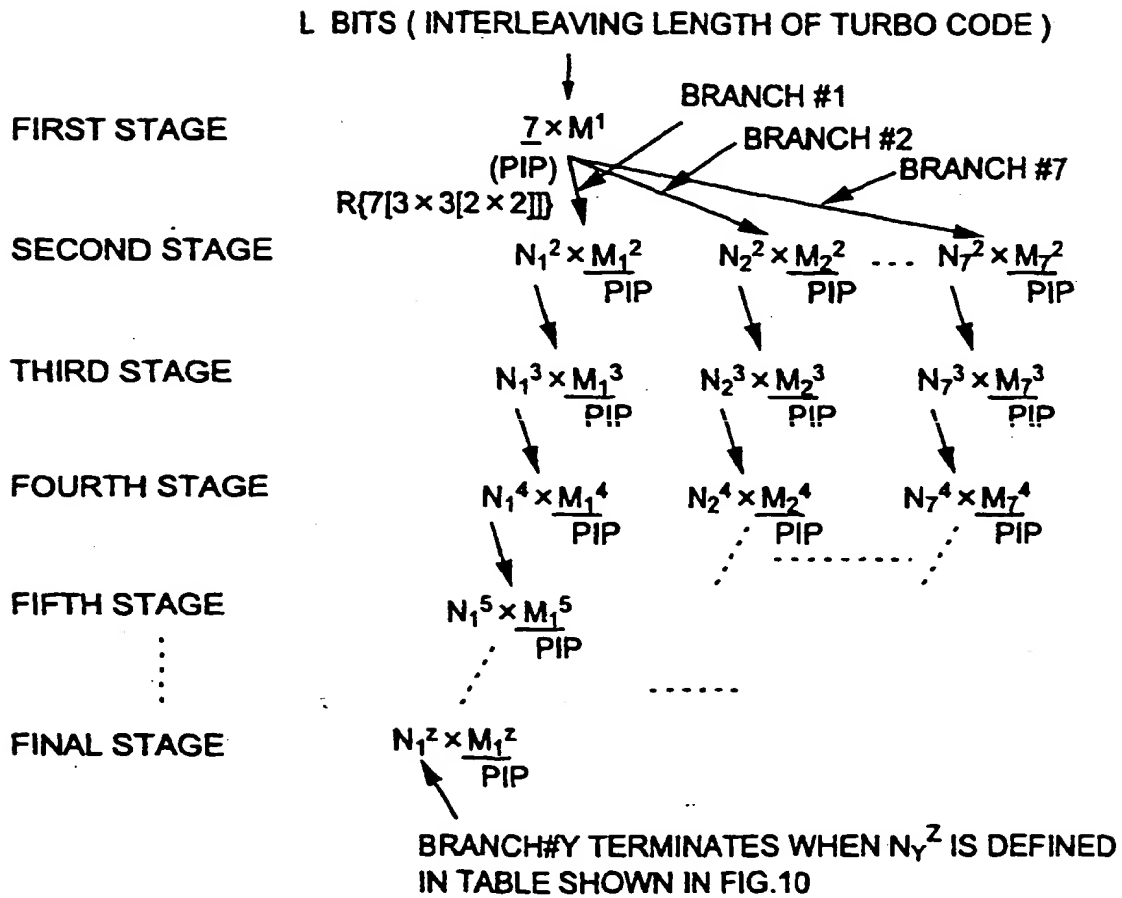 L BITS ( INTERLEAVING LENGTH OF TURBO CODE )
BRANCH #1
FIRST STAGE 7 × M¹ BRANCH #2
(PIP) BRANCH #7
R{7[3 × 3[2 × 2]]}
SECOND STAGE N₁² × M₁² N₂² × M₂² ---- N₇² × M₇²
PIP PIP PIP
THIRD STAGE N₁³ × M₁³ N₂³ × M₂³ N₇³ × M₇³
PIP PIP PIP
FOURTH STAGE N₁⁴ × M₁⁴ N₂⁴ × M₂⁴ N₇⁴ × M₇⁴
PIP PIP PIP
FIFTH STAGE N₁⁵ × M₁⁵
PIP
FINAL STAGE N₁ᶻ × M₁ᶻ
PIP
BRANCH#Y TERMINATES WHEN N_Y^Z IS DEFINED
IN TABLE SHOWN IN FIG.10